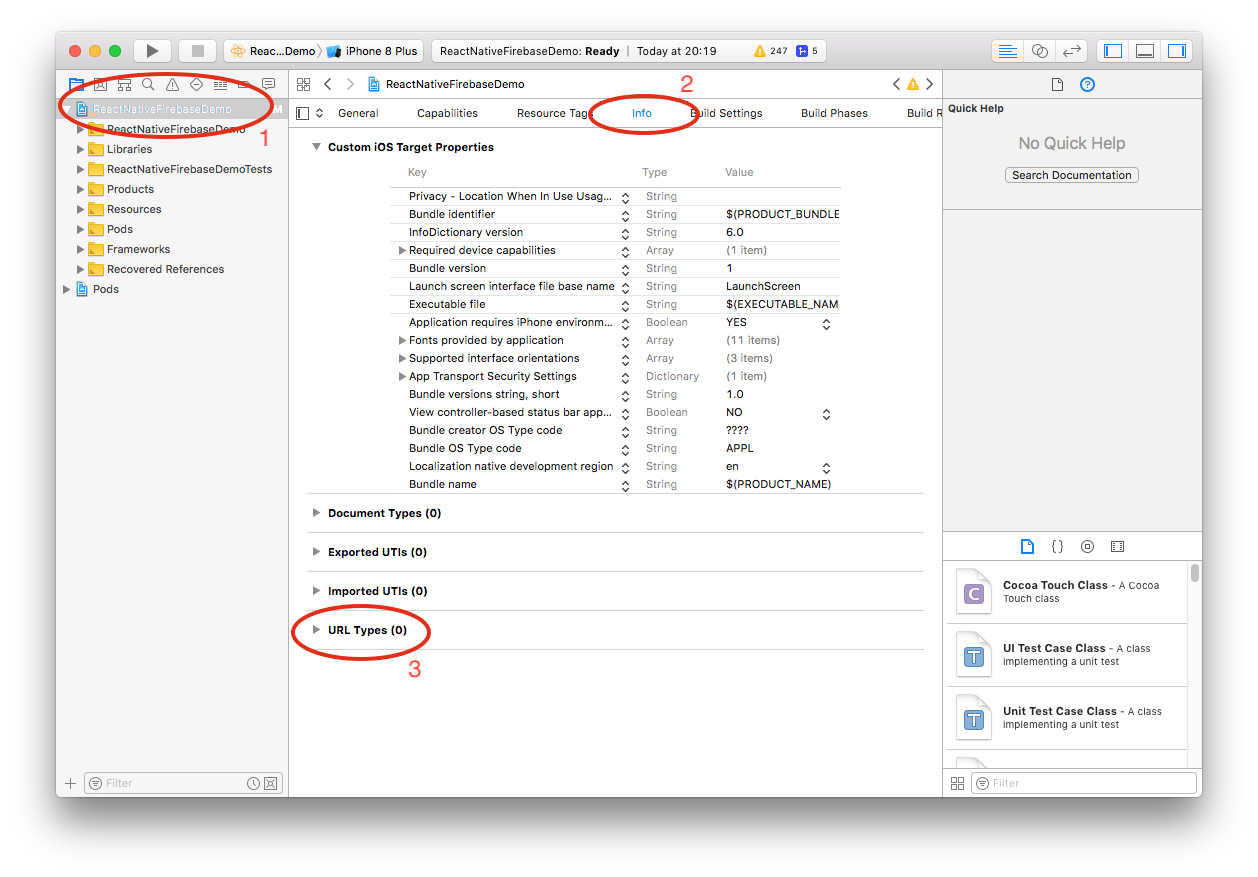 Reac...Demo
iPhone 8 Plus
ReactNativeFirebaseDemo: Ready | Today at 20:19
247
5
ReactNativeFirebaseDemo
M
ReactNativeFirebaseDemo
Libraries
ReactNativeFirebaseDemoTests
Products
Resources
Pods
Frameworks
Recovered References
Pods
1
Filter
ReactNativeFirebaseDemo
2
General Capabilities Resource Tags Info Build Settings Build Phases Build R
Custom iOS Target Properties
Key Type Value
Privacy - Location When In Use Usag... String
Bundle identifier String $(PRODUCT_BUNDLE
InfoDictionary version String 6.0
Required device capabilities Array (1 item)
Bundle version String 1
Launch screen interface file base name String LaunchScreen
Executable file String $(EXECUTABLE_NAM
Application requires iPhone environm... Boolean YES
Fonts provided by application Array (11 items)
Supported interface orientations Array (3 items)
App Transport Security Settings Dictionary (1 item)
Bundle versions string, short String 1.0
View controller-based status bar app... Boolean NO
Bundle creator OS Type code String ????
Bundle OS Type code String APPL
Localization native development region String en
Bundle name String $(PRODUCT_NAME)
Document Types (0)
Exported UTIs (0)
Imported UTIs (0)
URL Types (0)
3
Quick Help
No Quick Help
Search Documentation
{}
C
Cocoa Touch Class - A Cocoa
Touch class
T
UI Test Case Class - A class
implementing a unit test
T
Unit Test Case Class - A class
implementing a unit test
Filter